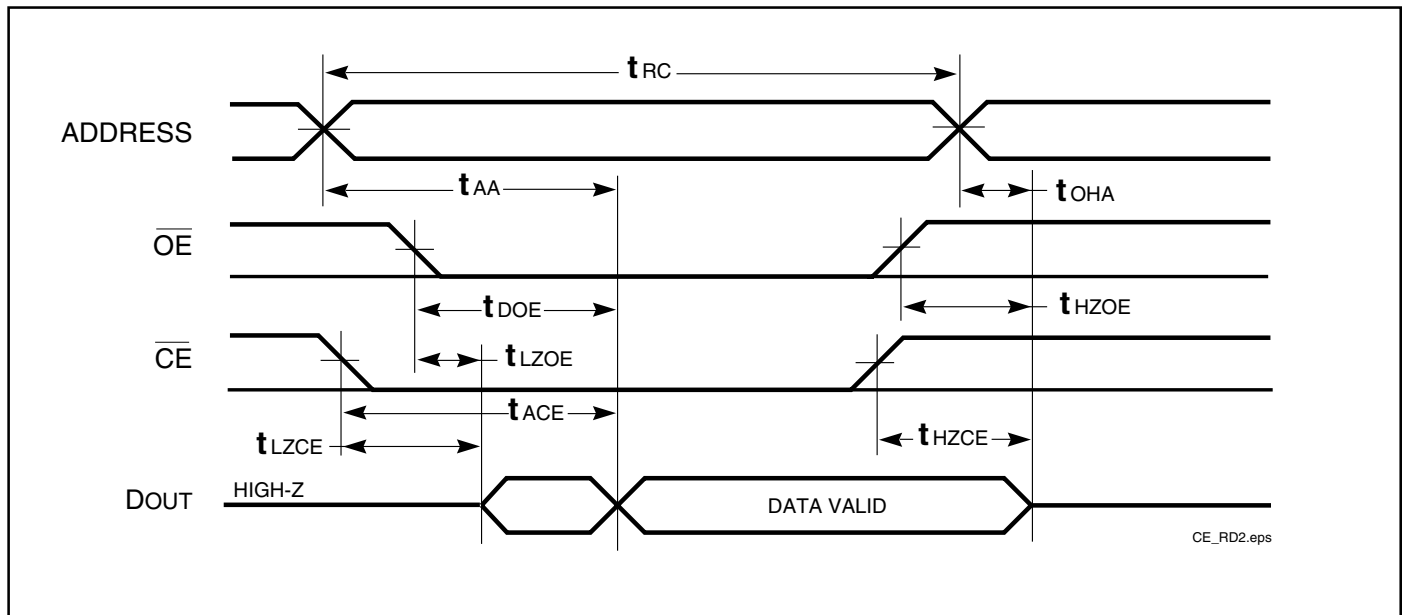 tRC
ADDRESS
tAA
tOHA
OE
tDOE
tHZOE
CE
tLZOE
tACE
tLZCE
tHZCE
DOUT
HIGH-Z
DATA VALID
CE_RD2.eps